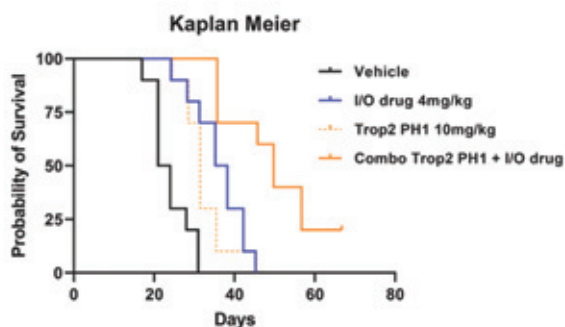 Kaplan Meier
Probability of Survival
100
75
50
25
0
0 20 40 60 80
Days
Vehicle
I/O drug 4mg/kg
Trop2 PH1 10mg/kg
Combo Trop2 PH1 + I/O drug